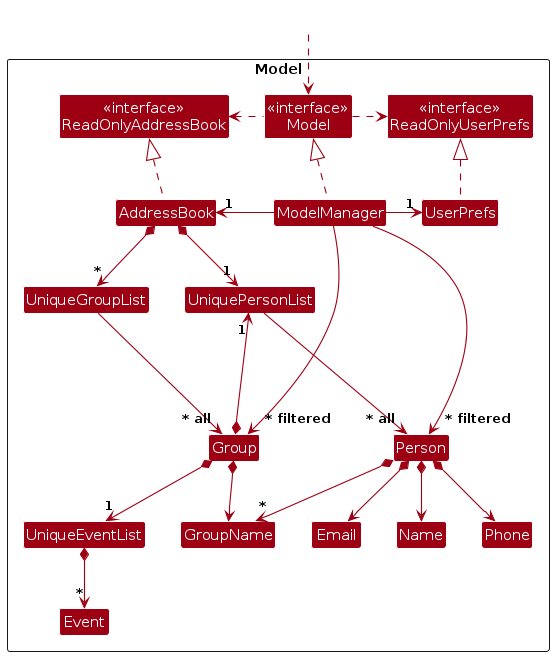 Model
«interface»
ReadOnlyAddressBook
«interface»
Model
«interface»
ReadOnlyUserPrefs
AddressBook
1
ModelManager
1
UserPrefs
*
1
UniqueGroupList
UniquePersonList
1
* all
* filtered
* all
* filtered
Group
Person
1
*
UniqueEventList
GroupName
Email
Name
Phone
*
Event